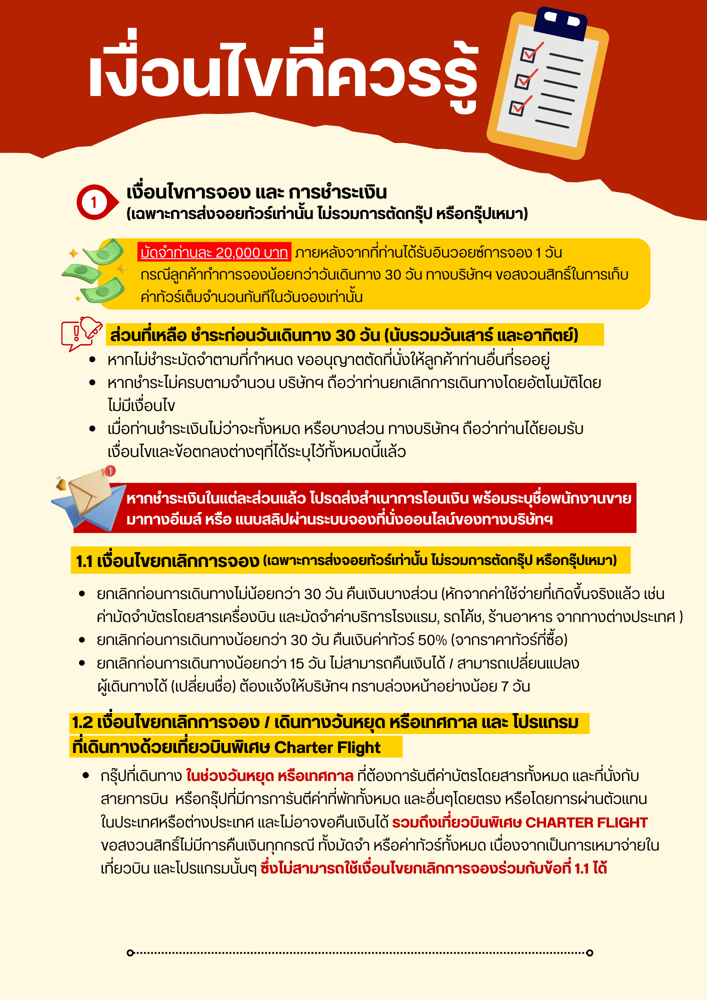 เงื่อนไขที่ควรรู้
1
เงื่อนไขการจอง และ การชำระเงิน
(เฉพาะการส่งจอยทัวร์เท่านั้น ไม่รวมการตัดกรุ๊ป หรือกรุ๊ปเหมา)
มัดจำท่านละ 20,000 บาท ภายหลังจากที่ท่านได้รับอินวอยซ์การจอง 1 วัน
กรณีลูกค้าทำการจองน้อยกว่าวันเดินทาง 30 วัน ทางบริษัทฯ ขอสงวนสิทธิ์ในการเก็บ
ค่าทัวร์เต็มจำนวนทันทีในวันจองเท่านั้น
ส่วนที่เหลือ ชำระก่อนวันเดินทาง 30 วัน (นับรวมวันเสาร์ และอาทิตย์)
• หากไม่ชำระมัดจำตามที่กำหนด ขออนุญาตตัดที่นั่งให้ลูกค้าท่านอื่นที่รออยู่
• หากชำระไม่ครบตามจำนวน บริษัทฯ ถือว่าท่านยกเลิกการเดินทางโดยอัตโนมัติโดย
ไม่มีเงื่อนไข
• เมื่อท่านชำระเงินไม่ว่าจะทั้งหมด หรือบางส่วน ทางบริษัทฯ ถือว่าท่านได้ยอมรับ
เงื่อนไขและข้อตกลงต่างๆที่ได้ระบุไว้ทั้งหมดนี้แล้ว
1
หากชำระเงินในแต่ละส่วนแล้ว โปรดส่งสำเนาการโอนเงิน พร้อมระบุชื่อพนักงานขาย
มาทางอีเมล์ หรือ แนบสลิปผ่านระบบจองที่นั่งออนไลน์ของทางบริษัทฯ
1.1 เงื่อนไขยกเลิกการจอง (เฉพาะการส่งจอยทัวร์เท่านั้น ไม่รวมการตัดกรุ๊ป หรือกรุ๊ปเหมา)
• ยกเลิกก่อนการเดินทางไม่น้อยกว่า 30 วัน คืนเงินบางส่วน (หักจากค่าใช้จ่ายที่เกิดขึ้นจริงแล้ว เช่น
ค่ามัดจำบัตรโดยสารเครื่องบิน และมัดจำค่าบริการโรงแรม, รถโค้ช, ร้านอาหาร จากทางต่างประเทศ )
• ยกเลิกก่อนการเดินทางน้อยกว่า 30 วัน คืนเงินค่าทัวร์ 50% (จากราคาทัวร์ที่ซื้อ)
• ยกเลิกก่อนการเดินทางน้อยกว่า 15 วัน ไม่สามารถคืนเงินได้ / สามารถเปลี่ยนแปลง
ผู้เดินทางได้ (เปลี่ยนชื่อ) ต้องแจ้งให้บริษัทฯ ทราบล่วงหน้าอย่างน้อย 7 วัน
1.2 เงื่อนไขยกเลิกการจอง / เดินทางวันหยุด หรือเทศกาล และ โปรแกรม
ที่เดินทางด้วยเที่ยวบินพิเศษ Charter Flight
• กรุ๊ปที่เดินทาง ในช่วงวันหยุด หรือเทศกาล ที่ต้องการันตีค่าบัตรโดยสารทั้งหมด และที่นั่งกับ
สายการบิน หรือกรุ๊ปที่มีการการันตีค่าที่พักทั้งหมด และอื่นๆโดยตรง หรือโดยการผ่านตัวแทน
ในประเทศหรือต่างประเทศ และไม่อาจขอคืนเงินได้ รวมถึงเที่ยวบินพิเศษ CHARTER FLIGHT
ขอสงวนสิทธิ์ไม่มีการคืนเงินทุกกรณี ทั้งมัดจำ หรือค่าทัวร์ทั้งหมด เนื่องจากเป็นการเหมาจ่ายใน
เที่ยวบิน และโปรแกรมนั้นๆ ซึ่งไม่สามารถใช้เงื่อนไขยกเลิกการจองร่วมกับข้อที่ 1.1 ได้